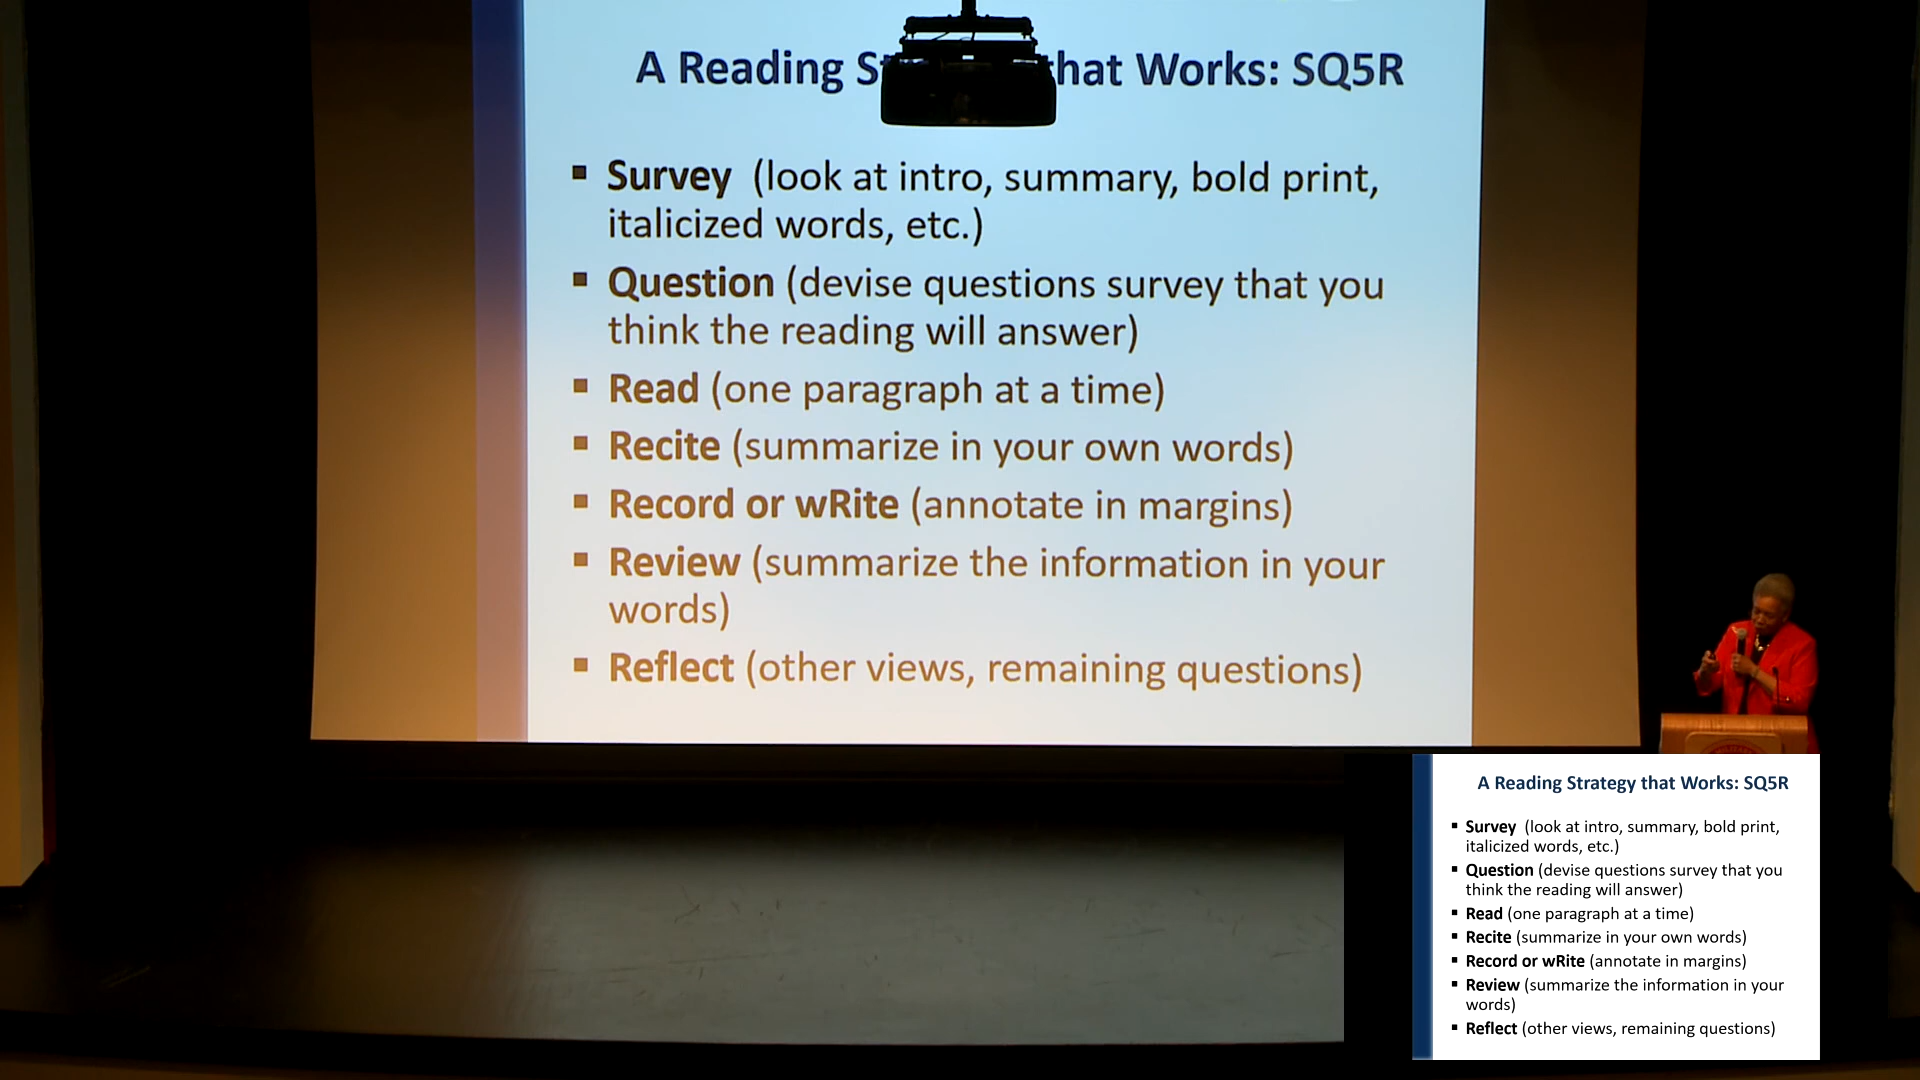 A Reading S that Works: SQ5R
▪ Survey (look at intro, summary, bold print,
italicized words, etc.)
▪ Question (devise questions survey that you
think the reading will answer)
▪ Read (one paragraph at a time)
▪ Recite (summarize in your own words)
▪ Record or wRite (annotate in margins)
▪ Review (summarize the information in your
words)
▪ Reflect (other views, remaining questions)
A Reading Strategy that Works: SQ5R
▪ Survey (look at intro, summary, bold print,
italicized words, etc.)
▪ Question (devise questions survey that you
think the reading will answer)
▪ Read (one paragraph at a time)
▪ Recite (summarize in your own words)
▪ Record or wRite (annotate in margins)
▪ Review (summarize the information in your
words)
▪ Reflect (other views, remaining questions)